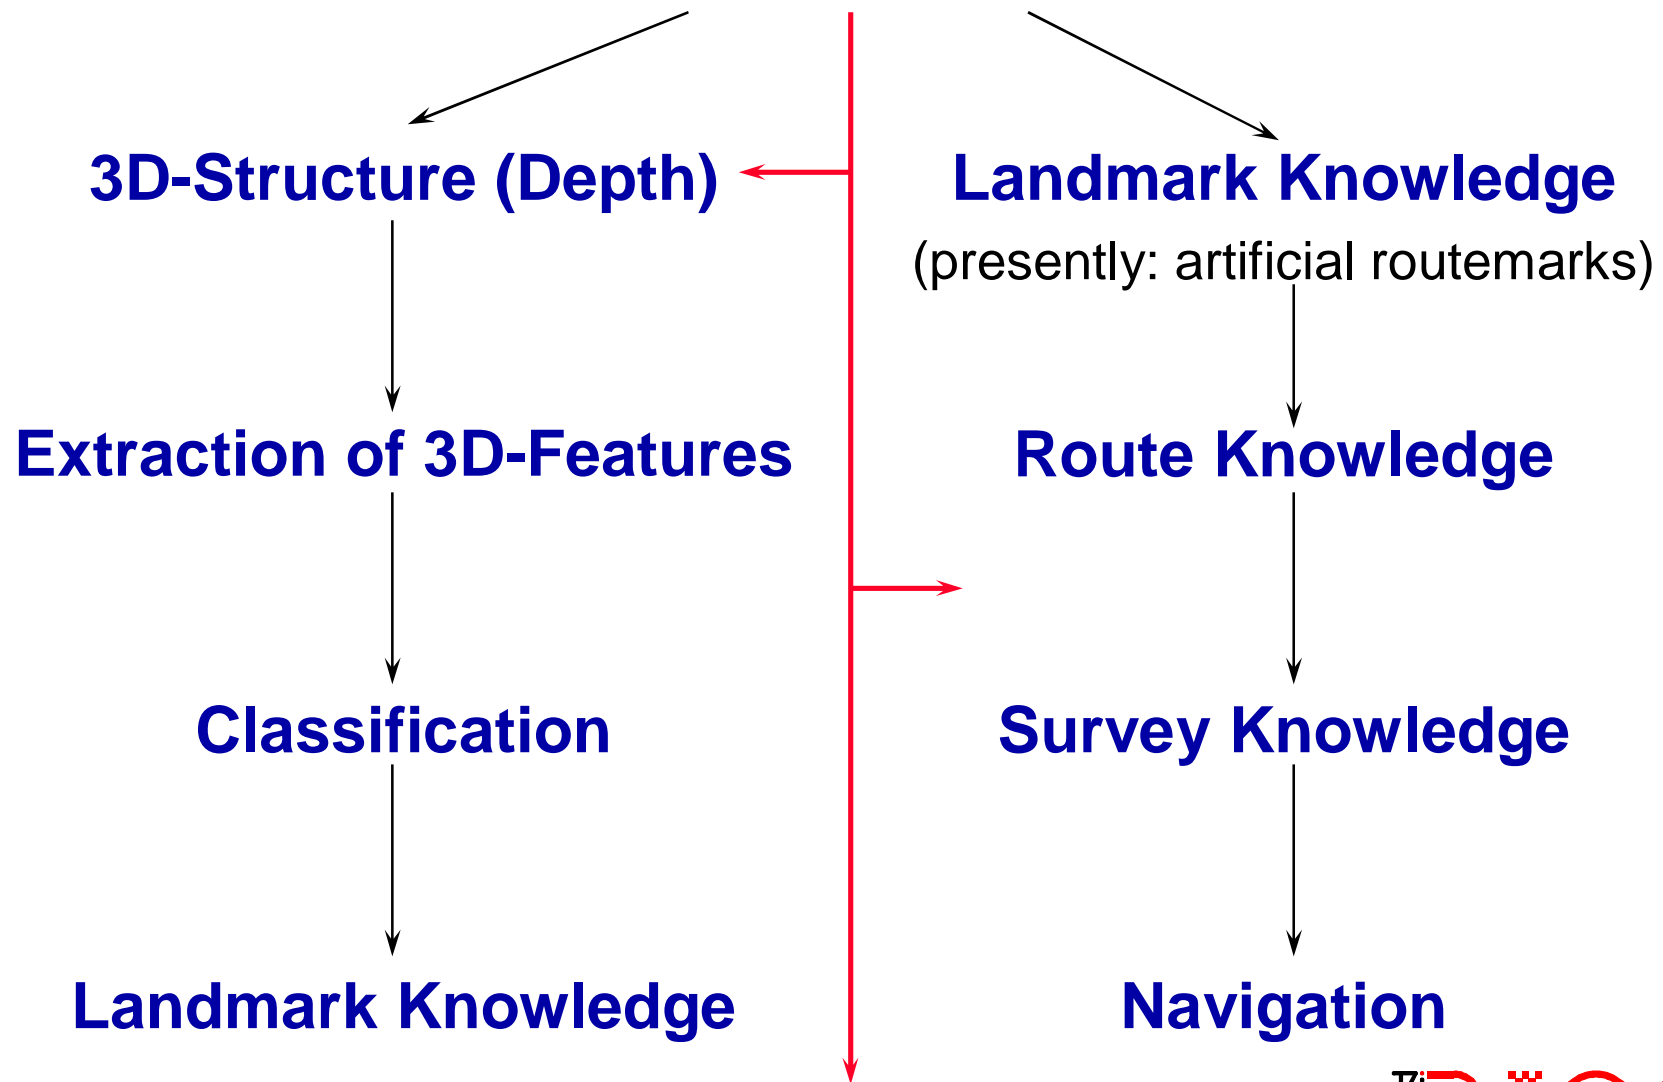 3D-Structure (Depth)
Extraction of 3D-Features
Classification
Landmark Knowledge
Landmark Knowledge
(presently: artificial routemarks)
Route Knowledge
Survey Knowledge
Navigation